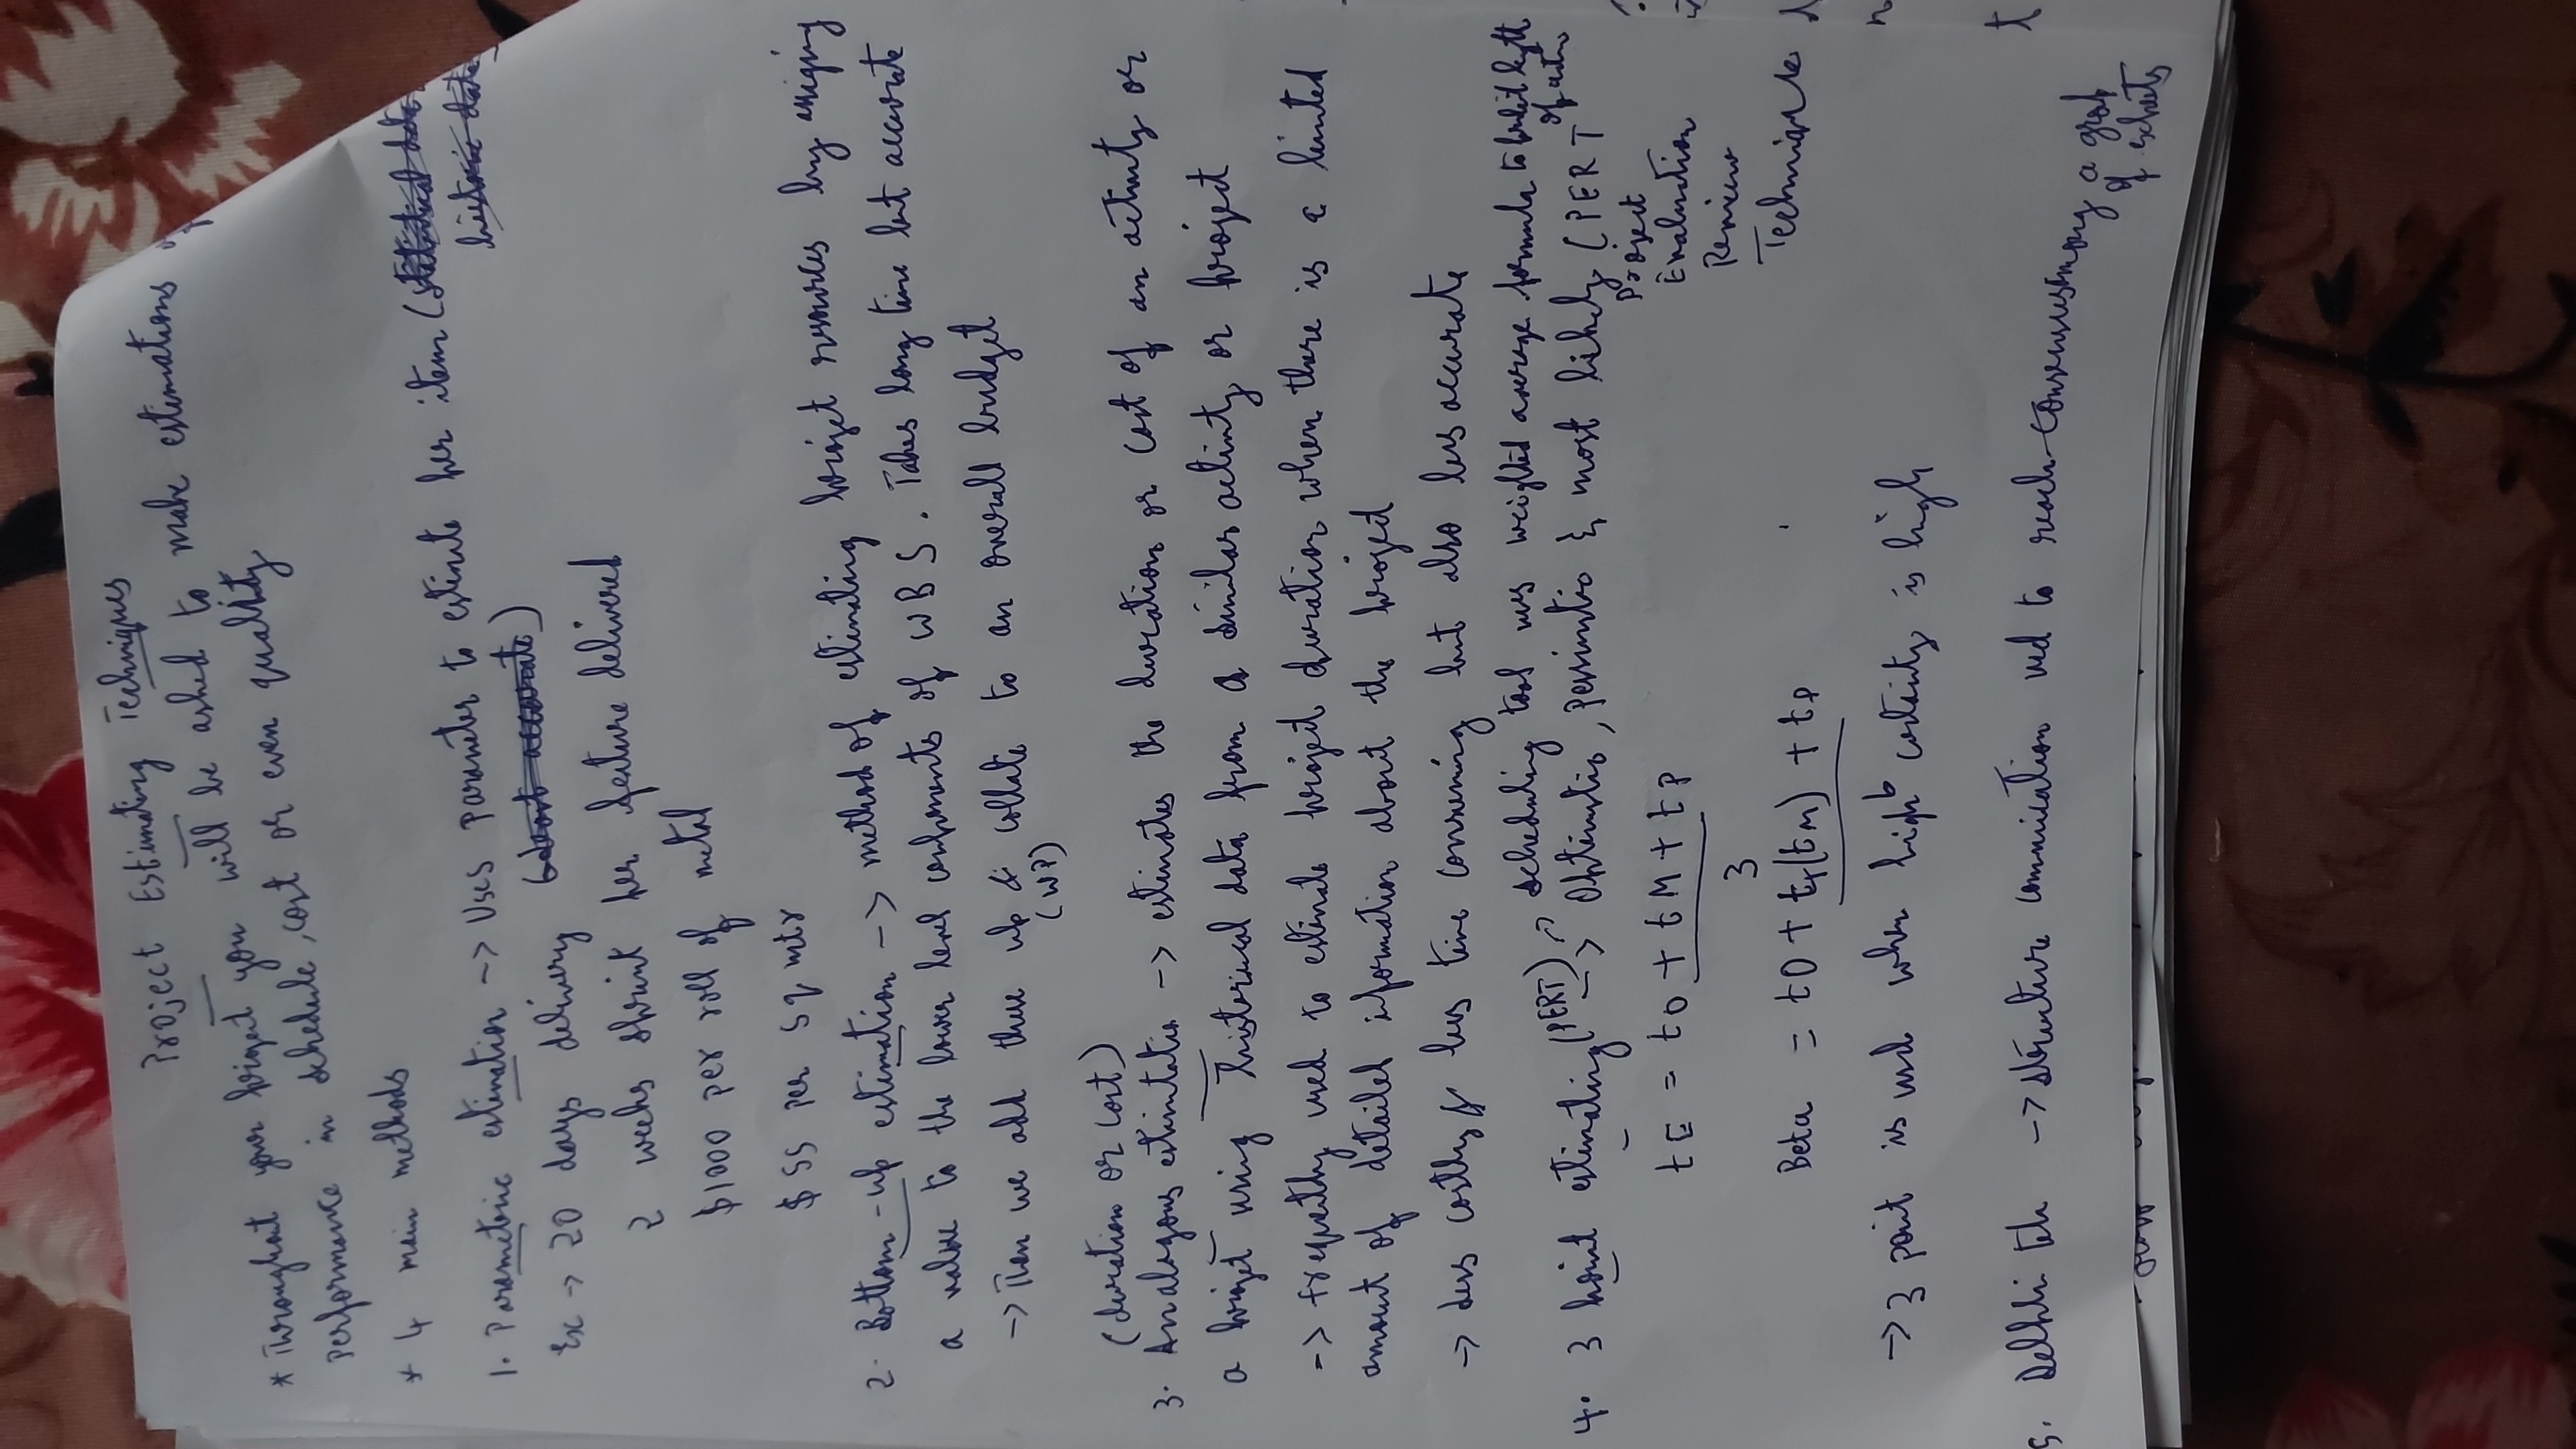 Project Estimating Techniques
* Throughout your project you will be asked to make estimations of
performance in schedule, cost or even quality
* 4 main methods
1. Parametric estimation -> Uses parameter to estimate per item (statistical data
historic data
Ex -> 20 days delivery (most accurate)
2 weeks sprint per feature delivered
$1000 per roll of metal
$55 per sq mtr
2. Bottom-up estimation -> method of estimating project resources by assigning
a value to the lower level components of WBS. Takes long time but accurate
-> Then we add these up & collate to an overall budget
(WP)
(duration or cost)
3. Analogous estimatatio -> estimates the duration or cost of an activity or
a project using historical data from a similar activity or project
-> frequently used to estimate project duration when there is a limited
amount of detailed information about the project
-> Less costly & less time consuming but also less accurate
-> scheduling tool uses weighted average formula to predict length
of activ
4. 3 point estimating (PERT) -> Optimistic, Pessimistic & most likely (PERT
Project
Evaluation
Review
Technique
tE = tO + tM + tP
3
Beta = tO + 4(tM) + tP
6
-> 3 point is used when high certainty is high
5. Delphi teh -> structure communication used to reach consensus among a group
of experts